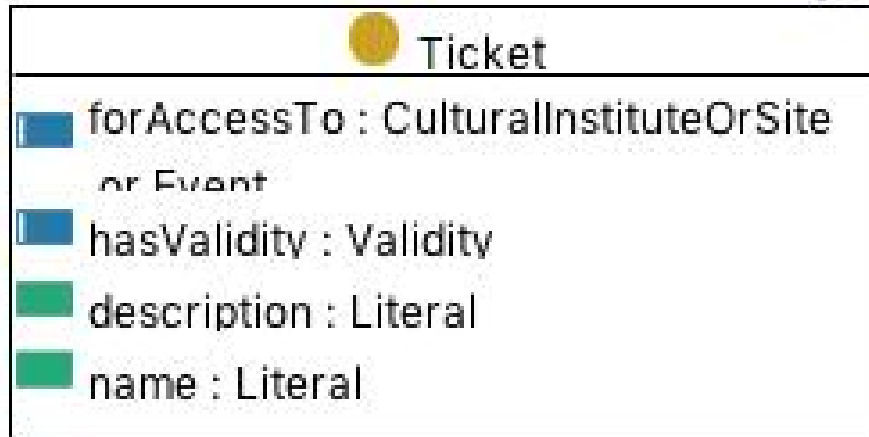 Ticket
forAccessTo : CulturalInstituteOrSite
or Event
hasValidity : Validity
description : Literal
name : Literal